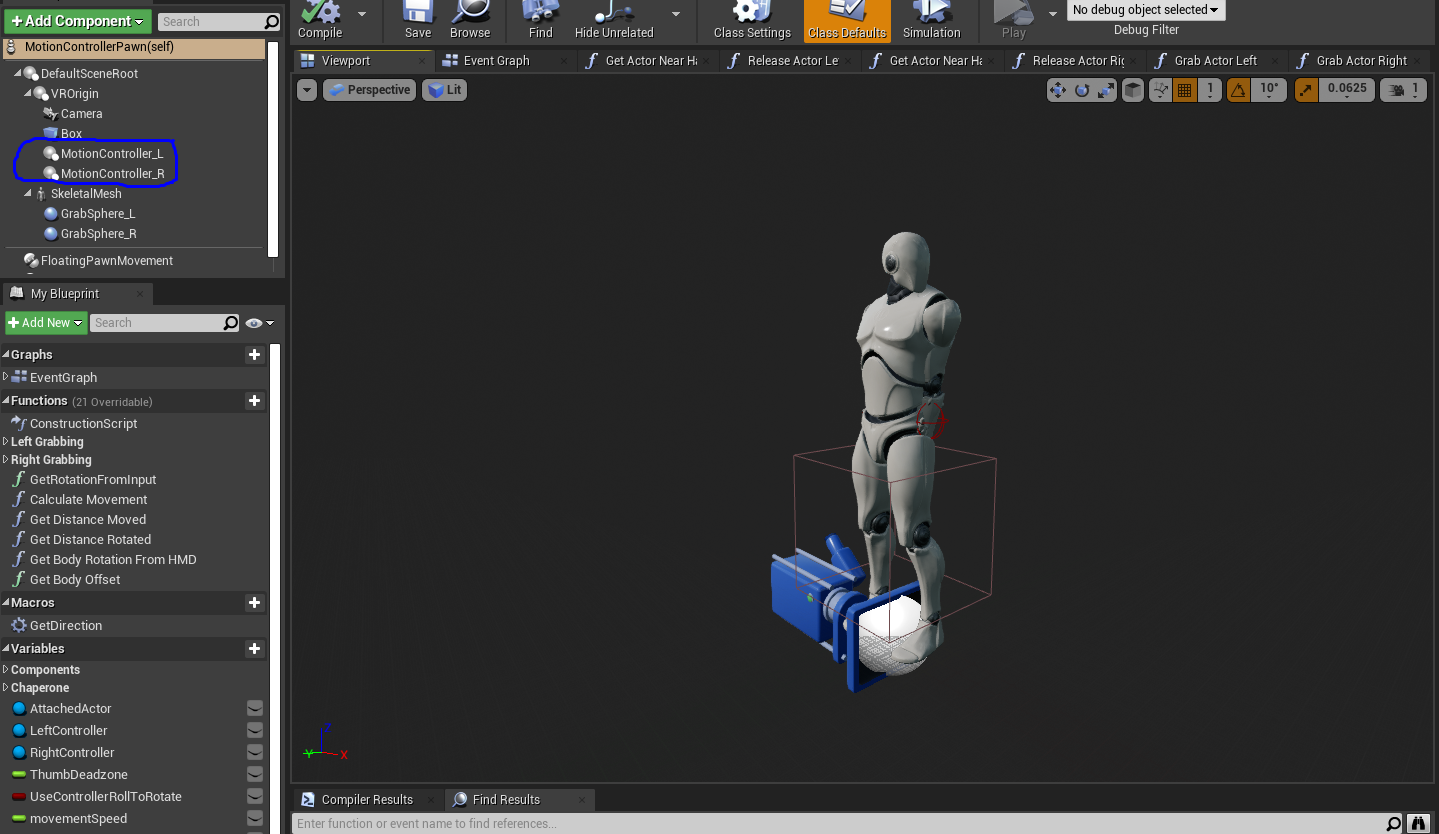 + Add Component
Search
MotionControllerPawn(self)
DefaultSceneRoot
VROrigin
Camera
Box
MotionController_L
MotionController_R
SkeletalMesh
GrabSphere_L
GrabSphere_R
FloatingPawnMovement
My Blueprint
+ Add New
Search
Graphs
EventGraph
Functions (21 Overridable)
ConstructionScript
Left Grabbing
Right Grabbing
GetRotationFromInput
Calculate Movement
Get Distance Moved
Get Distance Rotated
Get Body Rotation From HMD
Get Body Offset
Macros
GetDirection
Variables
Components
Chaperone
AttachedActor
LeftController
RightController
ThumbDeadzone
UseControllerRollToRotate
movementSpeed
Compile Save Browse Find Hide Unrelated Class Settings Class Defaults Simulation Play
No debug object selected
Debug Filter
Viewport Event Graph Get Actor Near Ha Release Actor Le Get Actor Near Ha Release Actor Rig Grab Actor Left Grab Actor Right
Perspective Lit 1 10° 0.0625 1
Z
Y X
Compiler Results Find Results
Enter function or event name to find references...